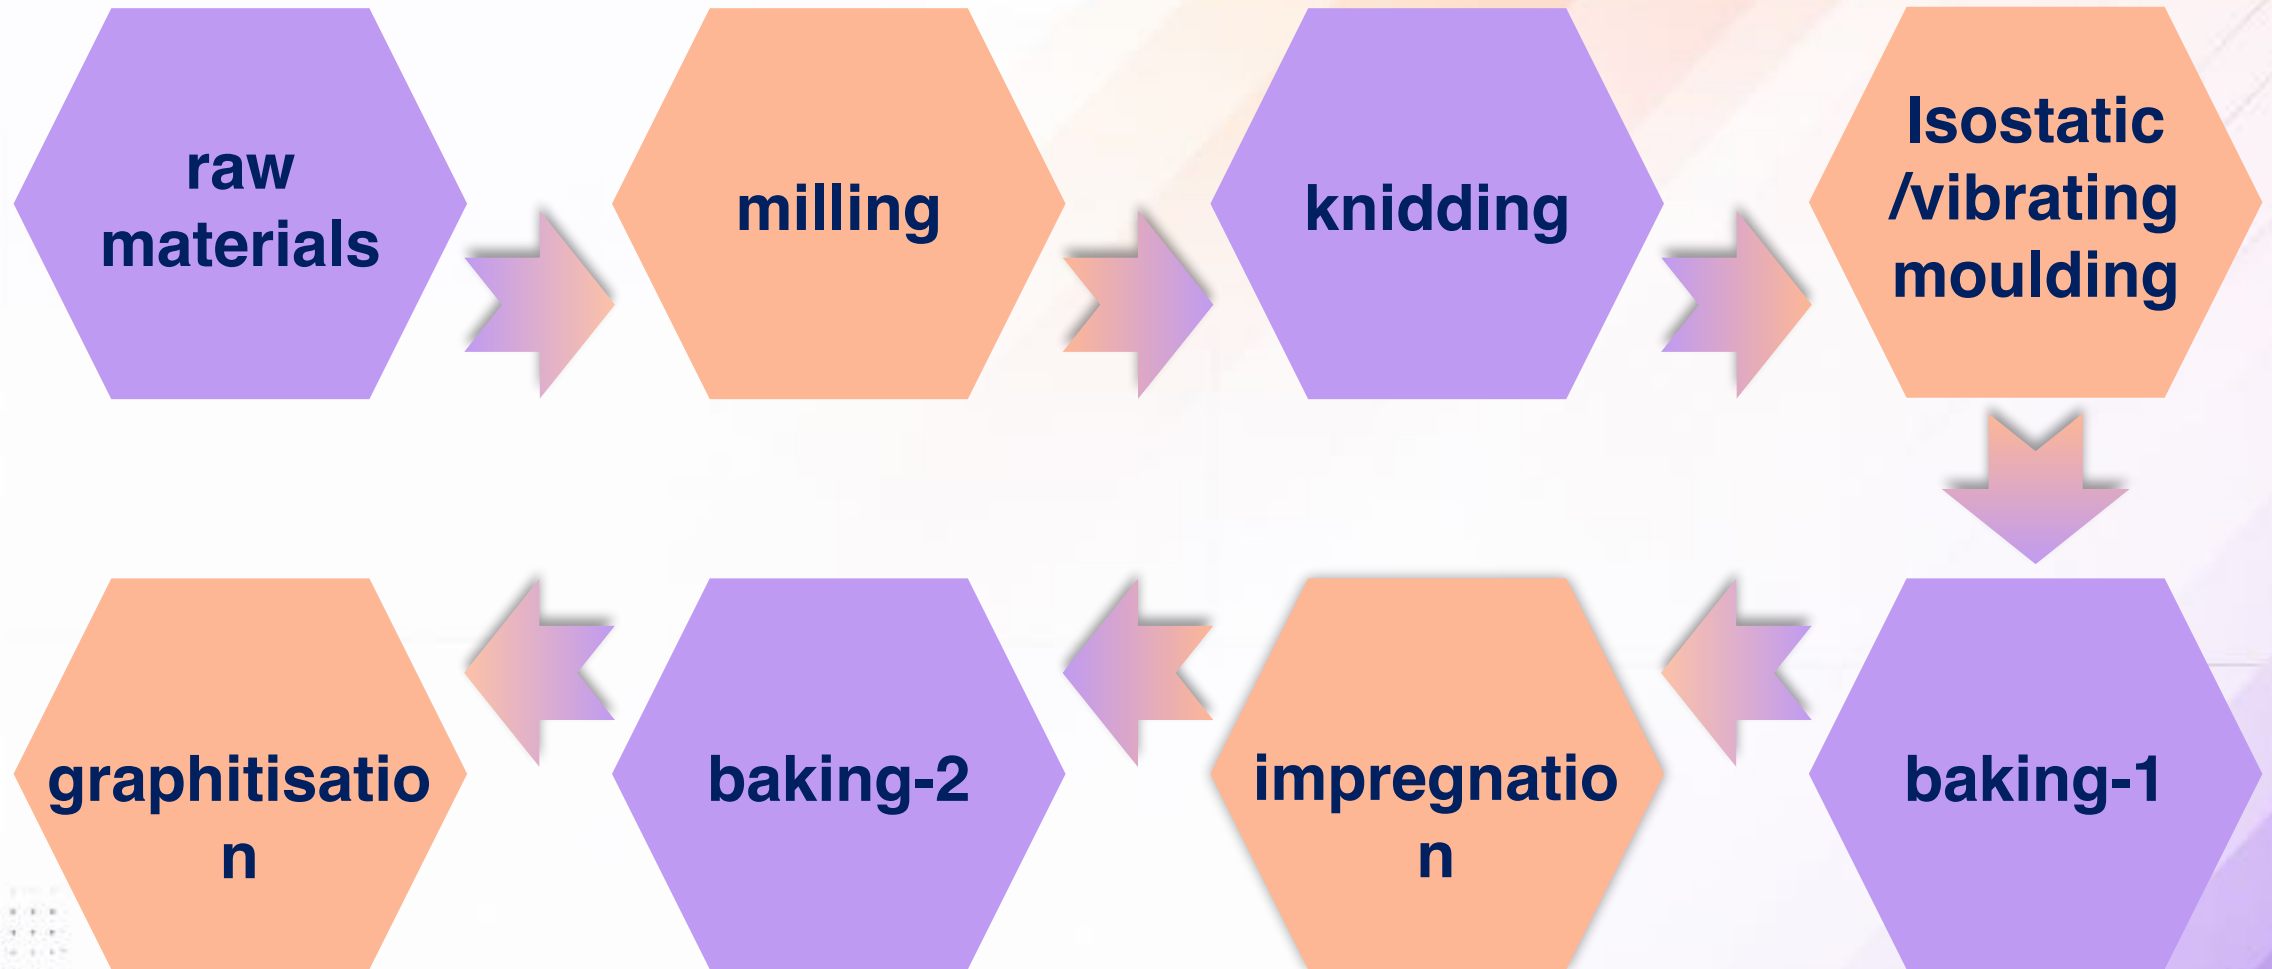 raw
materials
milling
knidding
Isostatic
/vibrating
moulding
baking-1
impregnatio
n
baking-2
graphitisatio
n